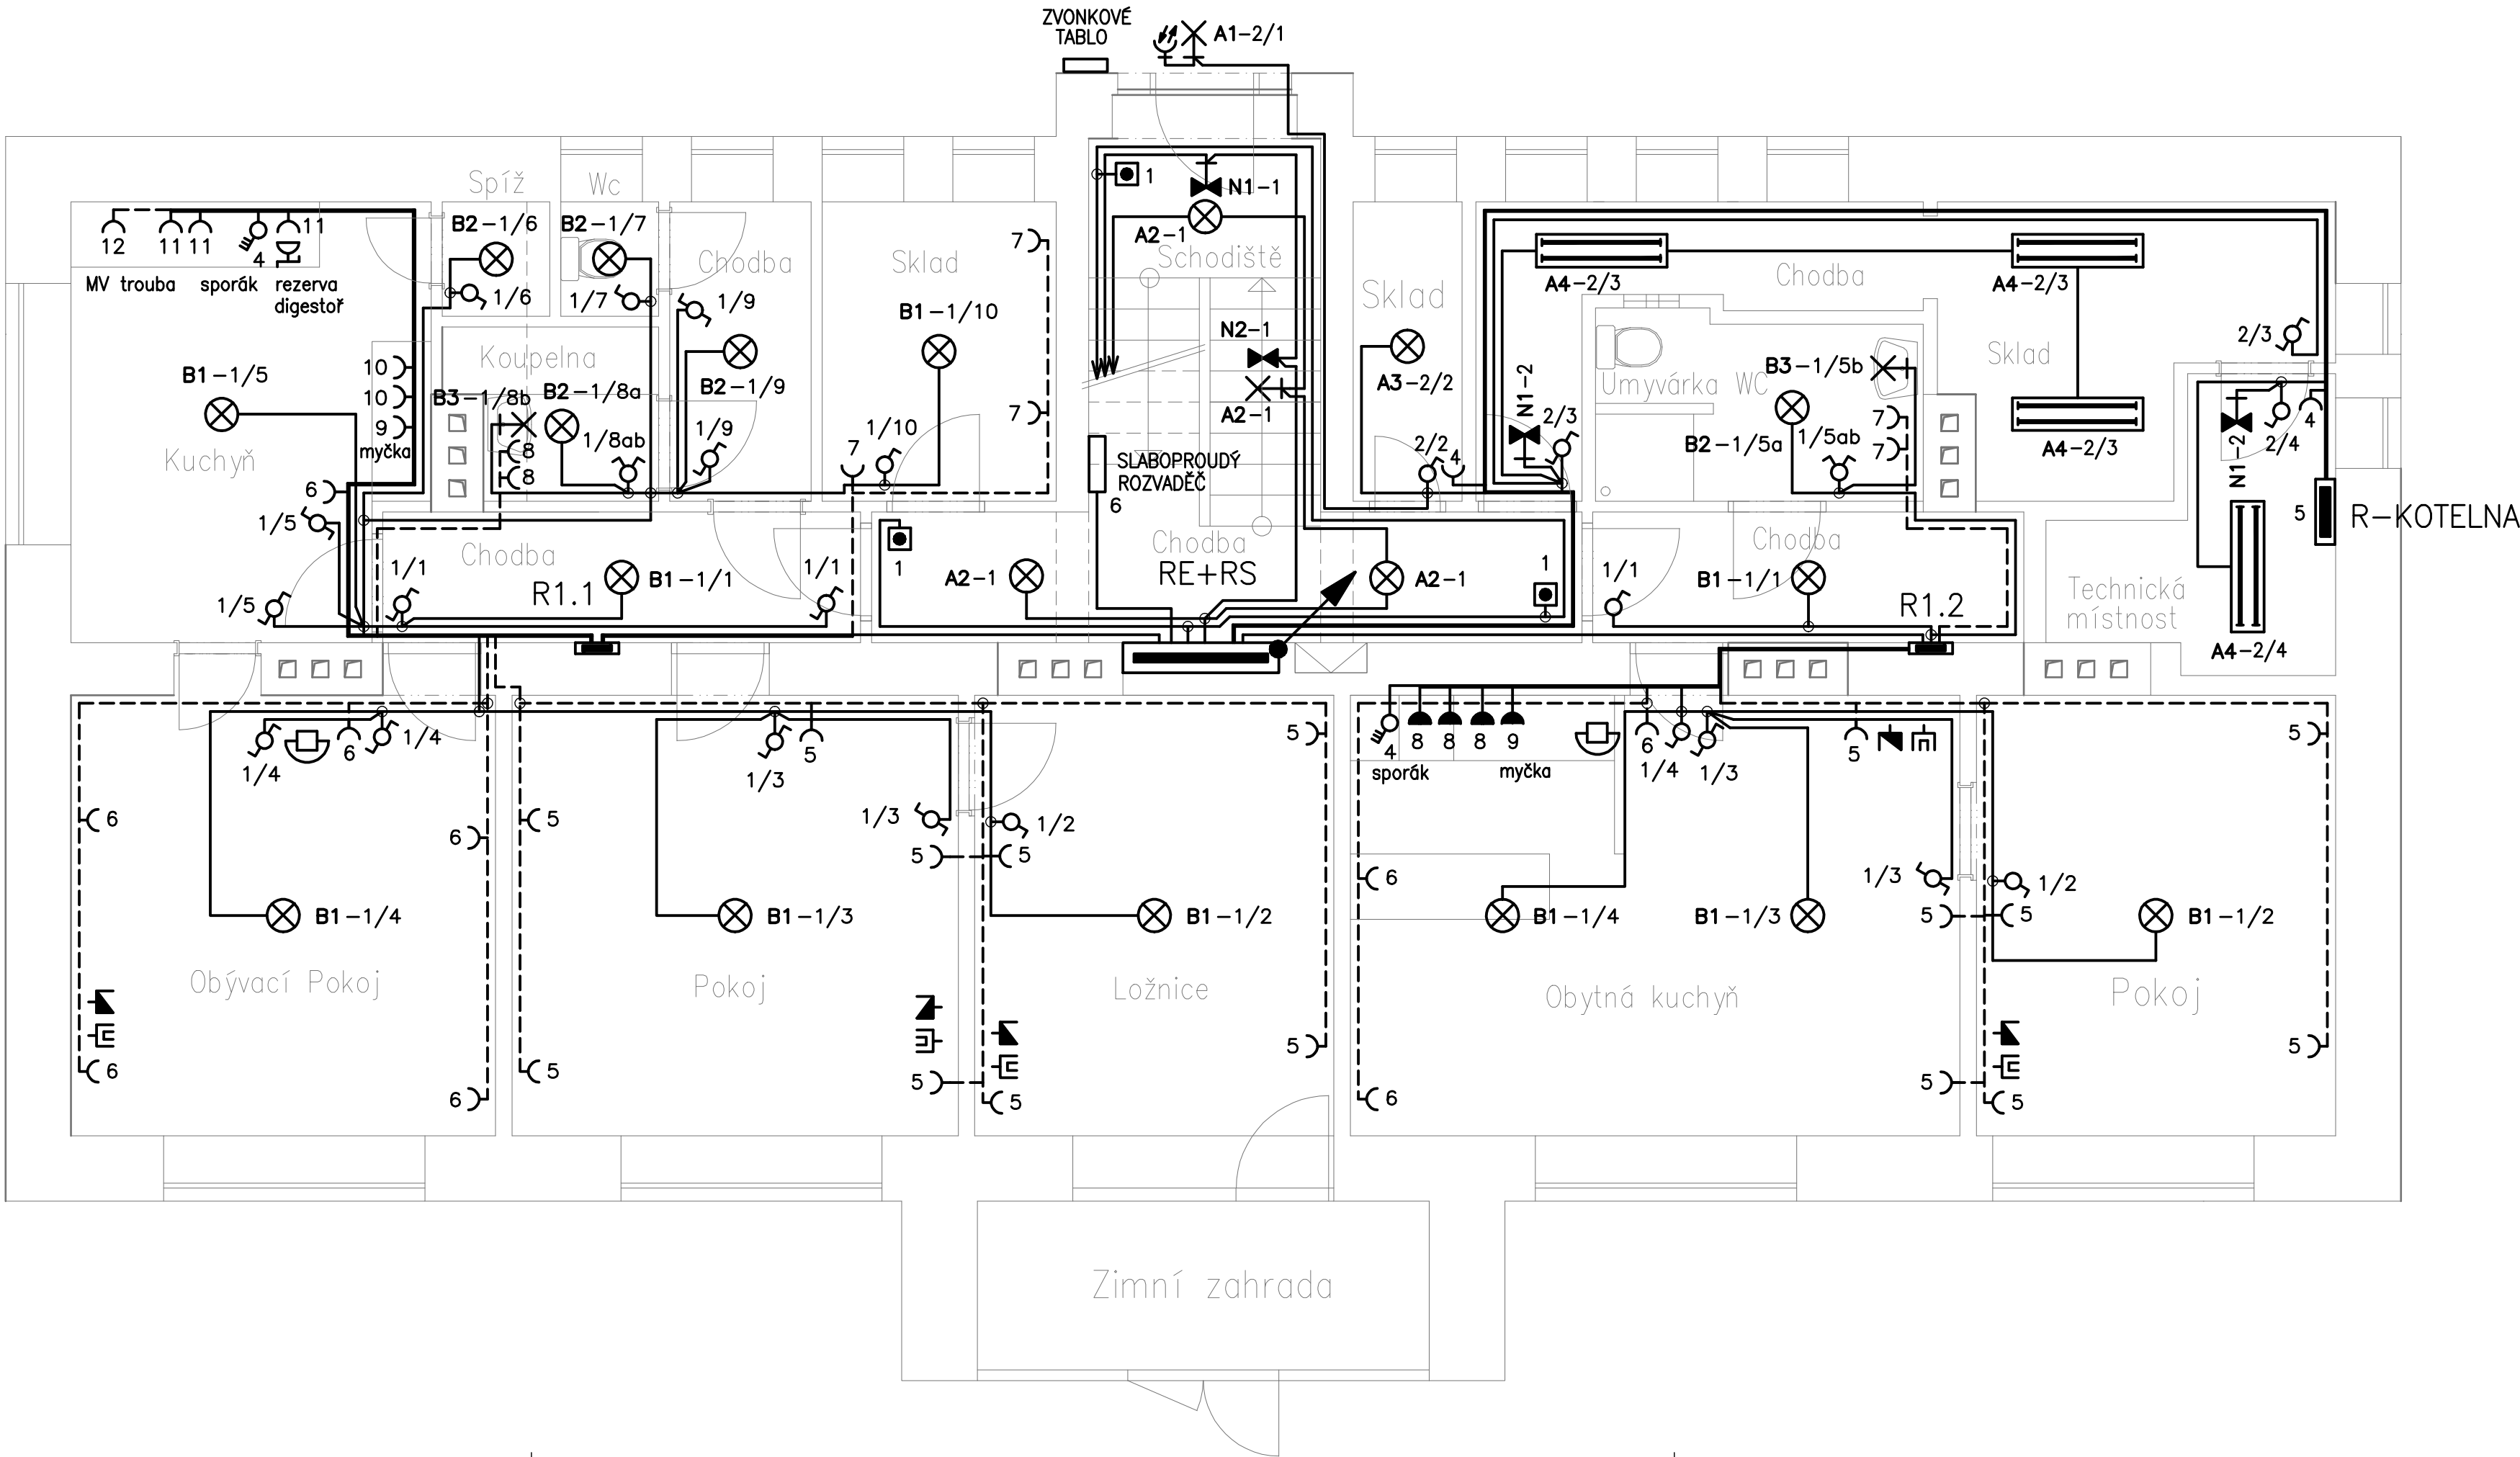 ZVONKOVÉ
TABLO
A1-2/1
Spíž
Wc
1
N1-1
12
11
11
4
11
B2-1/6
B2-1/7
A2-1
MV trouba
sporák
rezerva
digestoř
1/6
1/7
1/9
Chodba
Sklad
7
Schodiště
Sklad
A4-2/3
Chodba
A4-2/3
B1-1/10
N2-1
2/3
B1-1/5
10
10
9
myčka
Koupelna
B3-1/8b
B2-1/8a
B2-1/9
A3-2/2
N1-2
Umyvárka WC
B3-1/5b
Sklad
Kuchyň
8
8
1/8ab
1/9
7
1/10
7
A2-1
2/2
4
2/3
B2-1/5a
1/5ab
7
7
A4-2/3
N1-2
2/4
4
SLABOPROUDÝ
ROZVADĚČ
6
6
1/5
5
R-KOTELNA
Chodba
1/1
R1.1
B1-1/1
1/1
1
A2-1
Chodba
RE+RS
A2-1
1
1/1
Chodba
B1-1/1
R1.2
Technická
místnost
1/5
A4-2/4
1/4
6
1/4
1/3
5
5
4
sporák
8
8
8
9
myčka
6
1/4
1/3
5
5
6
6
5
1/3
5
1/2
5
6
1/3
5
1/2
5
B1-1/4
B1-1/3
B1-1/2
B1-1/4
B1-1/3
B1-1/2
Obývací Pokoj
Pokoj
Ložnice
Obytná kuchyň
Pokoj
6
6
5
5
5
5
6
5
5
5
Zimní zahrada